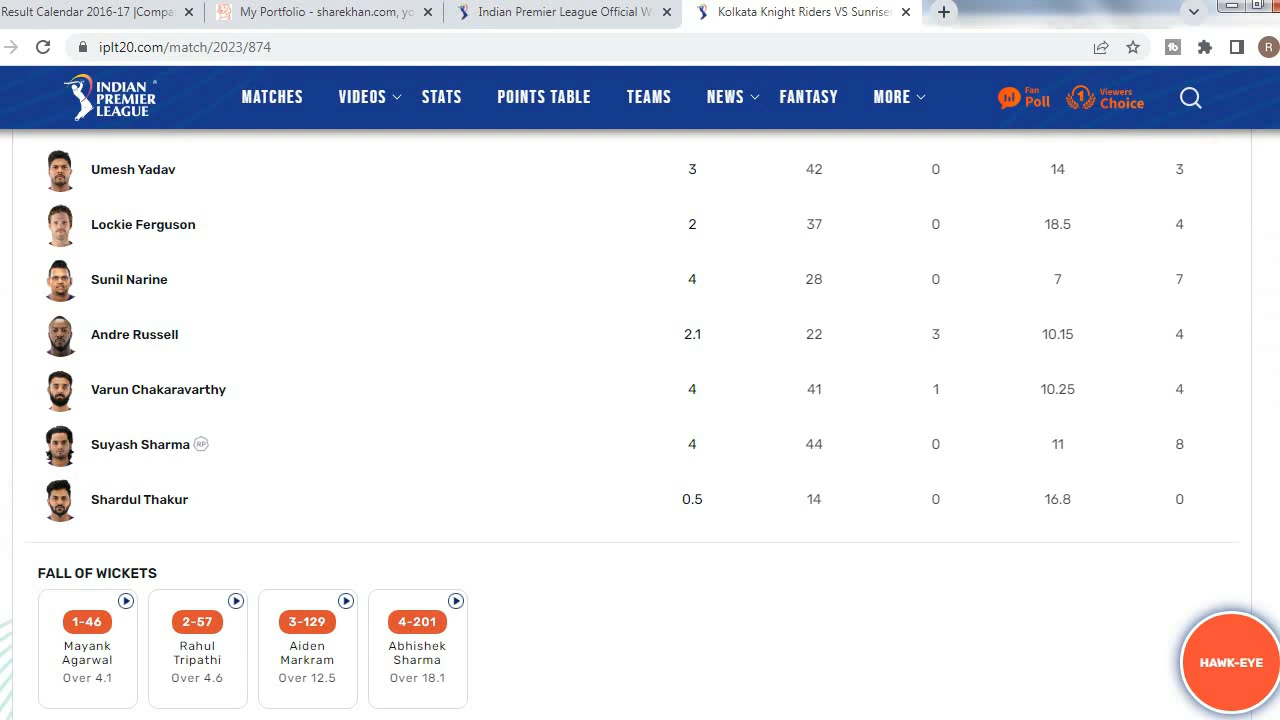 Result Calendar 2016-17 |Compa
My Portfolio - sharekhan.com, yo
Indian Premier League Official W
Kolkata Knight Riders VS Sunrise
iplt20.com/match/2023/874
R
INDIAN
PREMIER
LEAGUE
MATCHES VIDEOS STATS POINTS TABLE TEAMS NEWS FANTASY MORE
Fan
Poll
1
Viewers
Choice
Umesh Yadav 3 42 0 14 3
Lockie Ferguson 2 37 0 18.5 4
Sunil Narine 4 28 0 7 7
Andre Russell 2.1 22 3 10.15 4
Varun Chakaravarthy 4 41 1 10.25 4
Suyash Sharma RP 4 44 0 11 8
Shardul Thakur 0.5 14 0 16.8 0
FALL OF WICKETS
1-46
Mayank
Agarwal
Over 4.1
2-57
Rahul
Tripathi
Over 4.6
3-129
Aiden
Markram
Over 12.5
4-201
Abhishek
Sharma
Over 18.1
HAWK-EYE